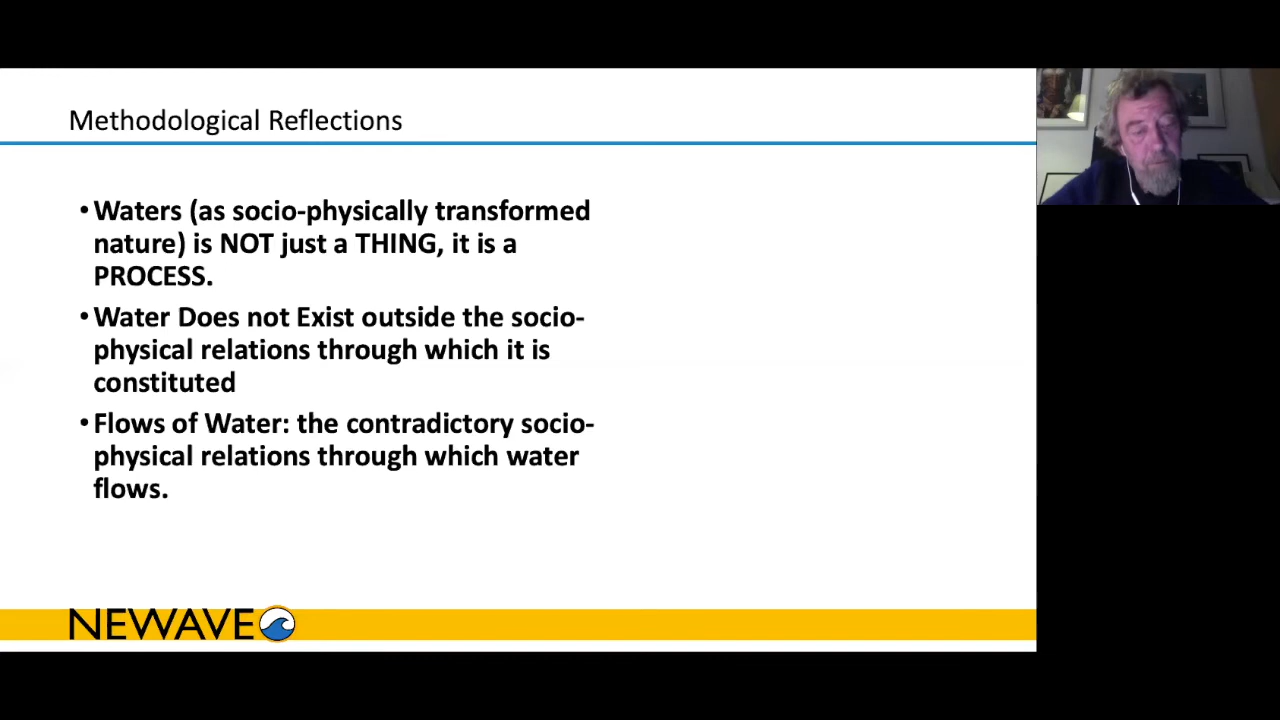 Methodological Reflections
•Waters (as socio-physically transformed
nature) is NOT just a THING, it is a
PROCESS.
•Water Does not Exist outside the socio-
physical relations through which it is
constituted
•Flows of Water: the contradictory socio-
physical relations through which water
flows.
NEWAVE